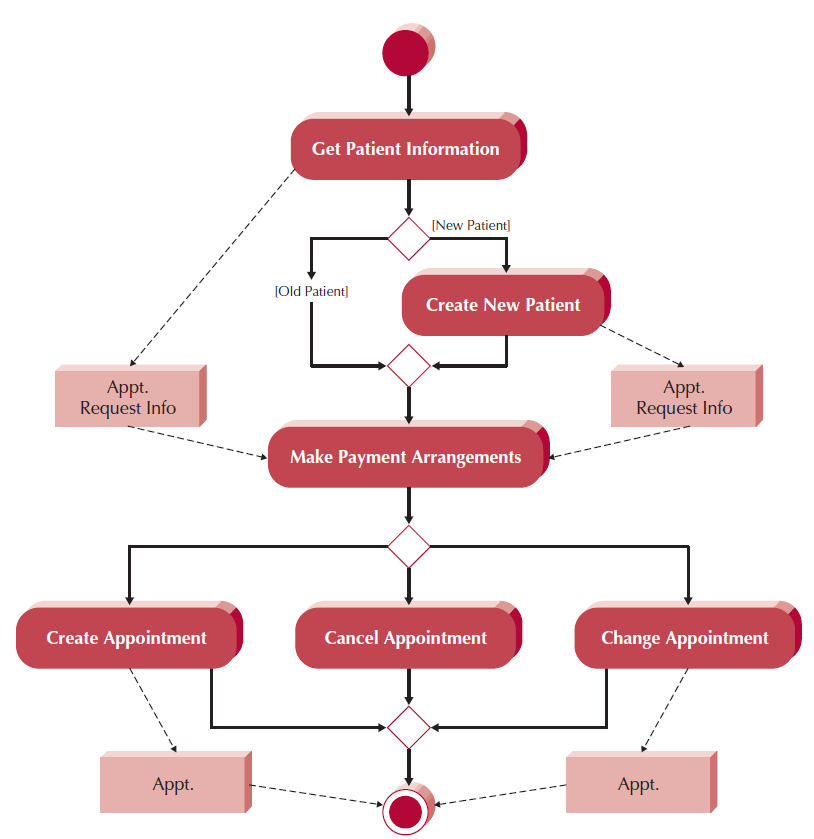 Get Patient Information
[New Patient]
[Old Patient]
Create New Patient
Appt.
Request Info
Appt.
Request Info
Make Payment Arrangements
Create Appointment
Cancel Appointment
Change Appointment
Appt.
Appt.